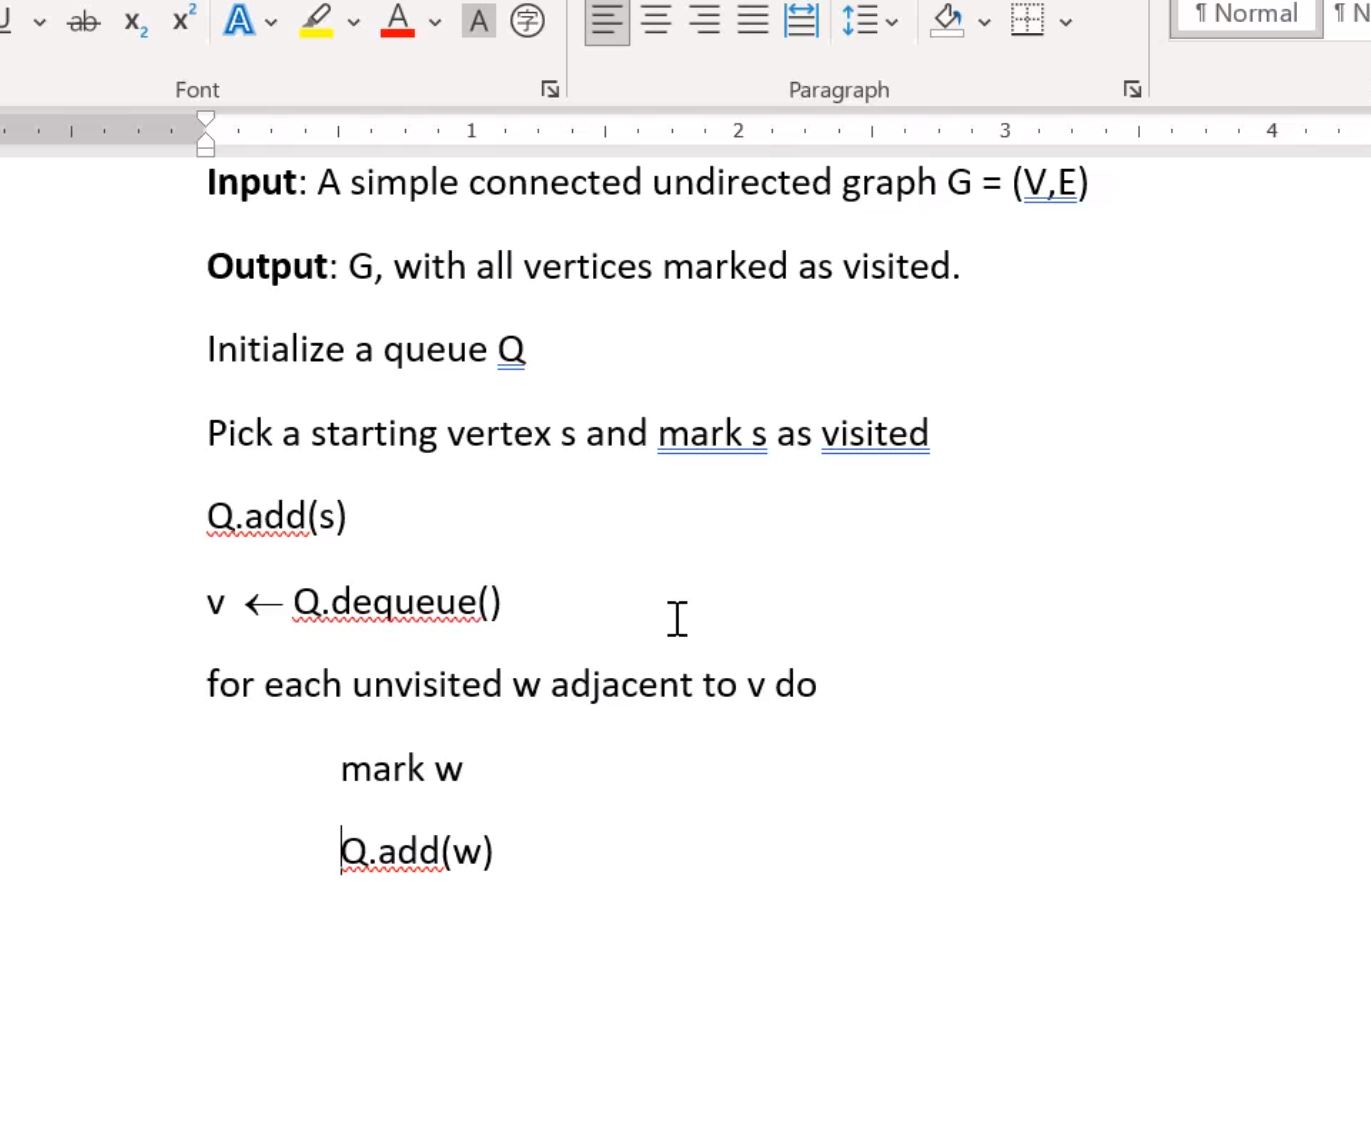 ab x2 x2 A A A 字
¶ Normal ¶ N
Font Paragraph
1 2 3 4
Input: A simple connected undirected graph G = (V,E)
Output: G, with all vertices marked as visited.
Initialize a queue Q
Pick a starting vertex s and mark s as visited
Q.add(s)
v ← Q.dequeue()
for each unvisited w adjacent to v do
mark w
Q.add(w)